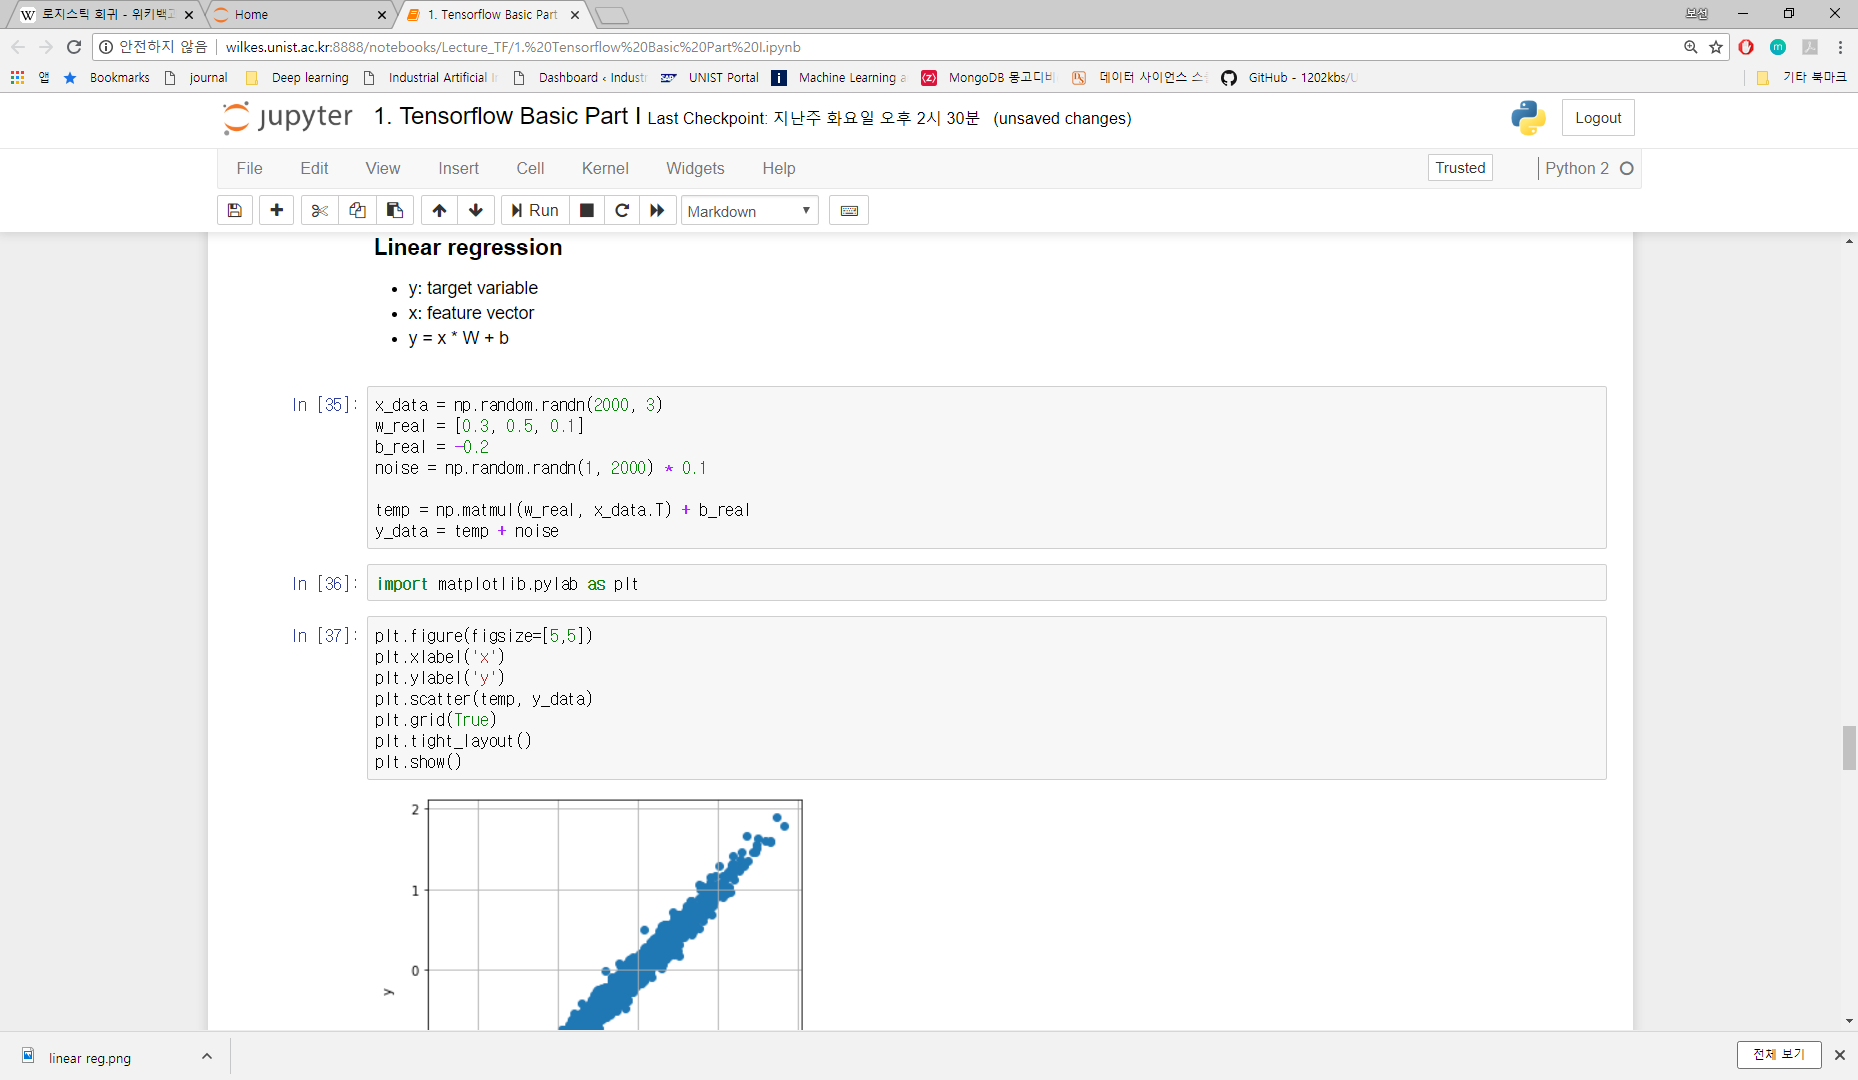 로지스틱 회귀 - 위키백과
Home
1. Tensorflow Basic Part
보선
안전하지 않음
wilkes.unist.ac.kr:8888/notebooks/Lecture_TF/1.%20Tensorflow%20Basic%20Part%20I.ipynb
앱
Bookmarks
journal
Deep learning
Industrial Artificial I
Dashboard ‹ Industr
UNIST Portal
Machine Learning a
MongoDB 몽고디비
데이터 사이언스 스
GitHub - 1202kbs/U
기타 북마크
jupyter
1. Tensorflow Basic Part I Last Checkpoint: 지난주 화요일 오후 2시 30분 (unsaved changes)
Logout
File Edit View Insert Cell Kernel Widgets Help
Trusted
Python 2
Run
Markdown
Linear regression
• y: target variable
• x: feature vector
• y = x * W + b
In [35]:
x_data = np.random.randn(2000, 3)
w_real = [0.3, 0.5, 0.1]
b_real = -0.2
noise = np.random.randn(1, 2000) * 0.1
temp = np.matmul(w_real, x_data.T) + b_real
y_data = temp + noise
In [36]:
import matplotlib.pylab as plt
In [37]:
plt.figure(figsize=[5,5])
plt.xlabel('x')
plt.ylabel('y')
plt.scatter(temp, y_data)
plt.grid(True)
plt.tight_layout()
plt.show()
2
1
0
y
linear reg.png
전체 보기